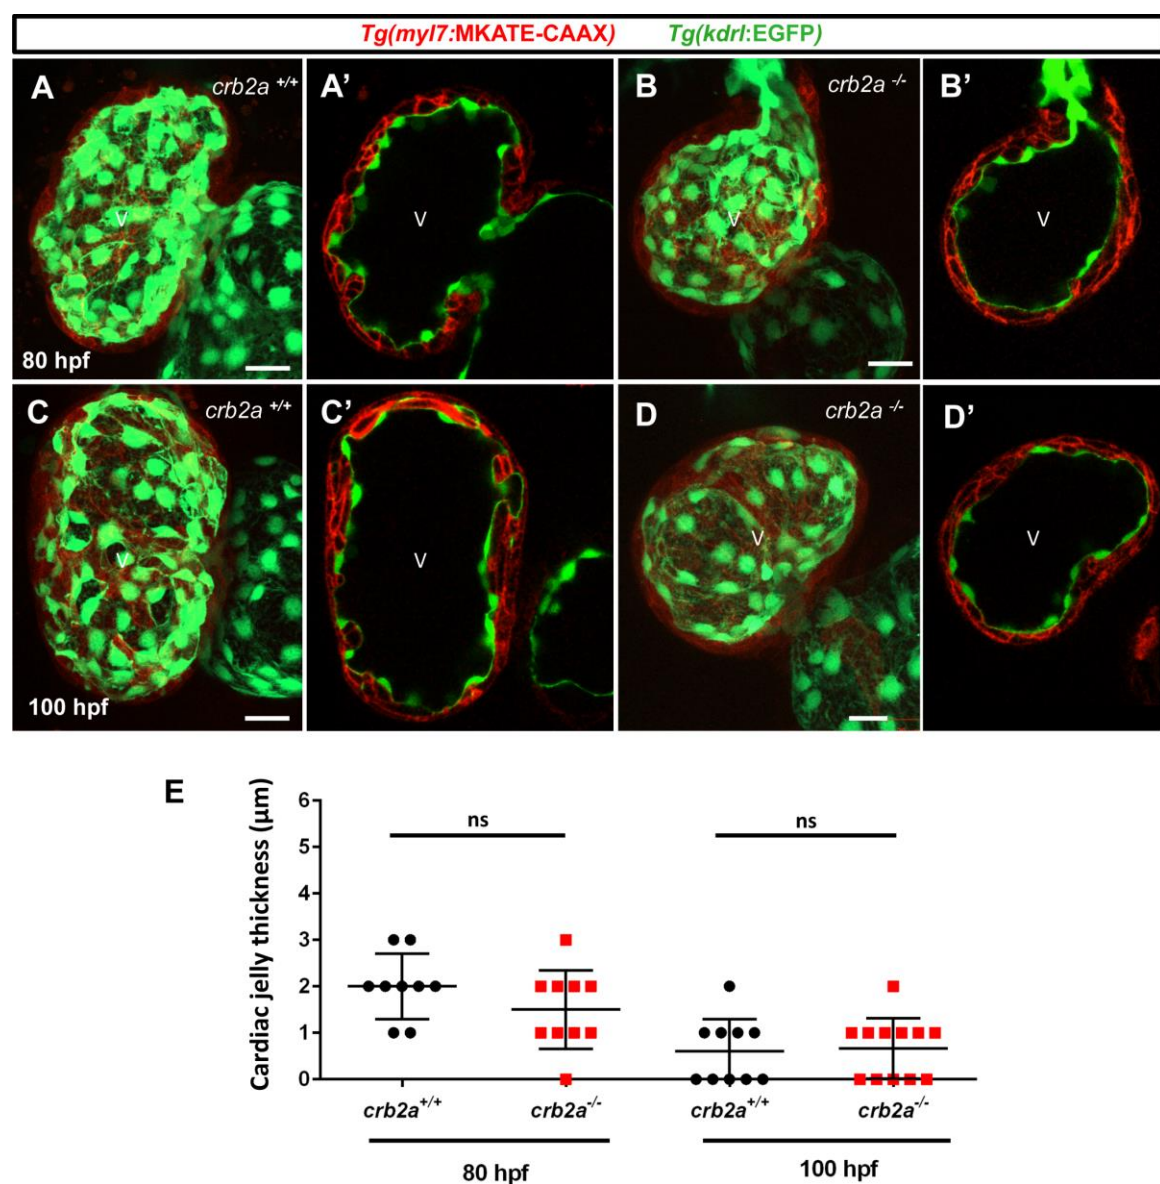 Tg(myl7:MKATE-CAAX) Tg(kdrl:EGFP)
A crb2a +/+ A' B crb2a -/- B'
V V V V
80 hpf
C crb2a +/+ C' D crb2a -/- D'
V V V V
100 hpf
E
Cardiac jelly thickness (µm)
6
5
4
3
2
1
0
ns ns
crb2a+/+ crb2a-/- crb2a+/+ crb2a-/-
80 hpf 100 hpf